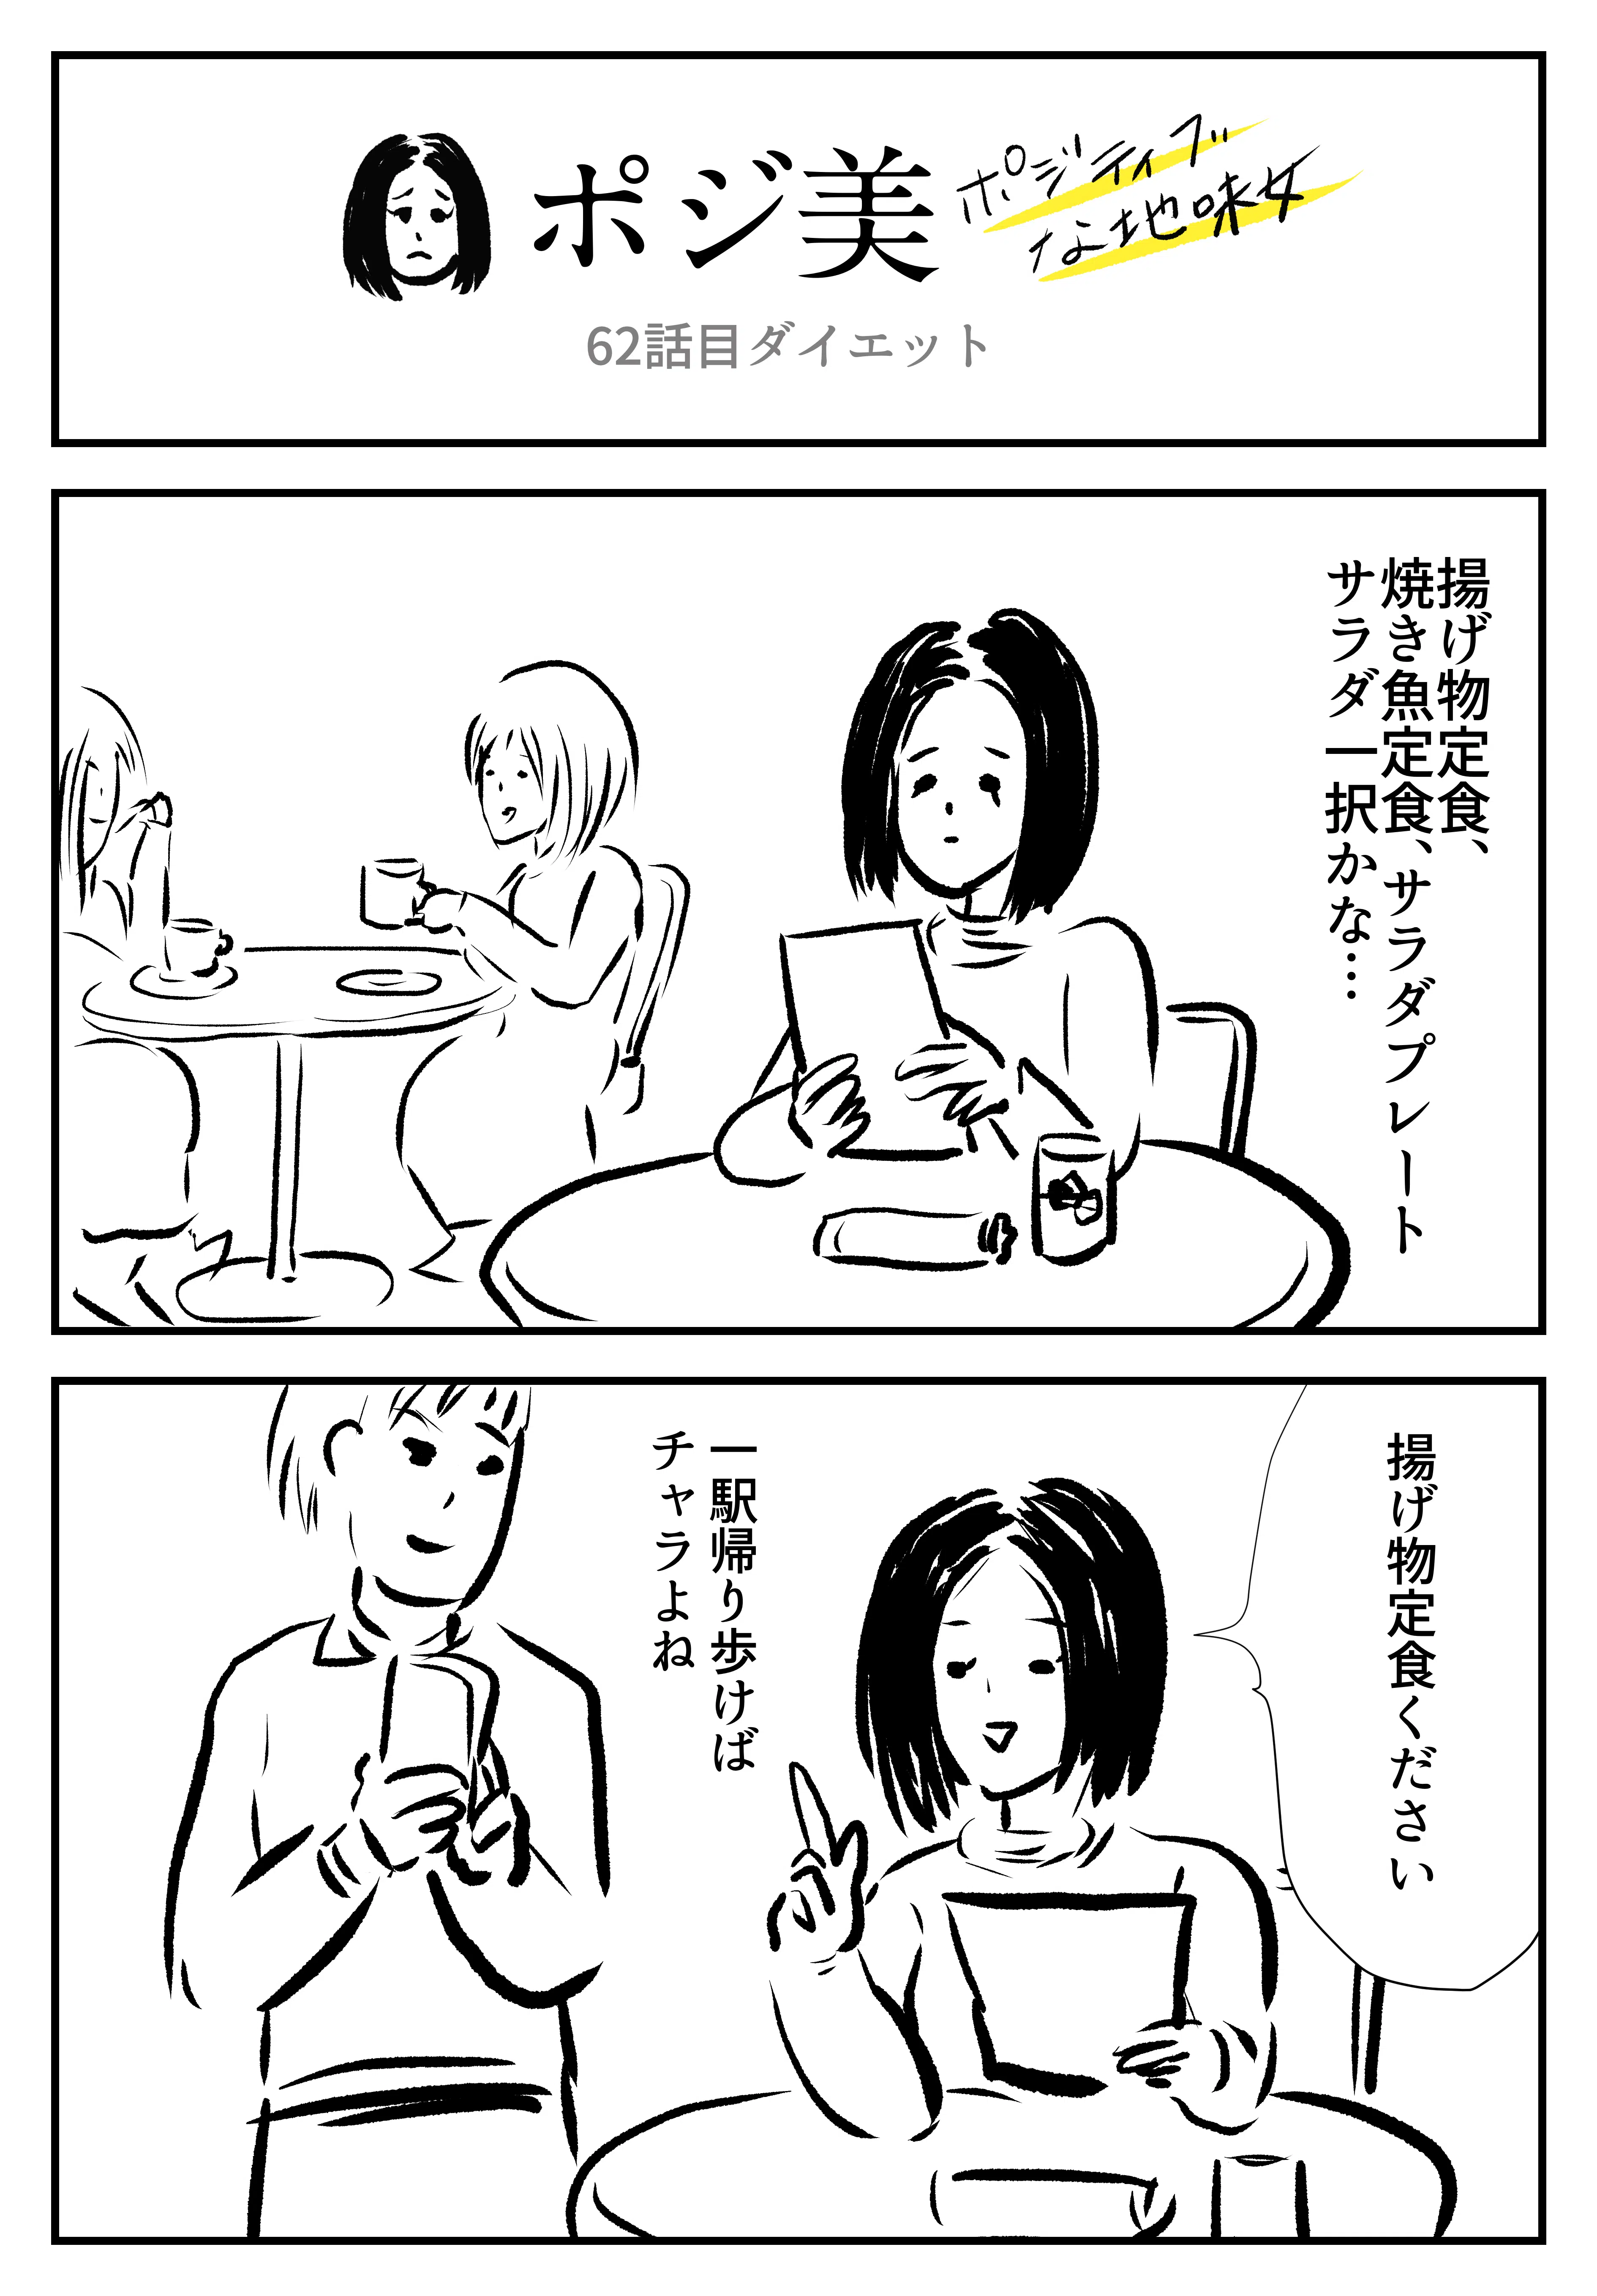 ポジ美
ポジティブ
な地味女
62話目ダイエット
揚げ物定食、
焼き魚定食、サラダプレート
サラダ一択かな…
揚げ物定食ください
一駅帰り歩けば
チャラよね